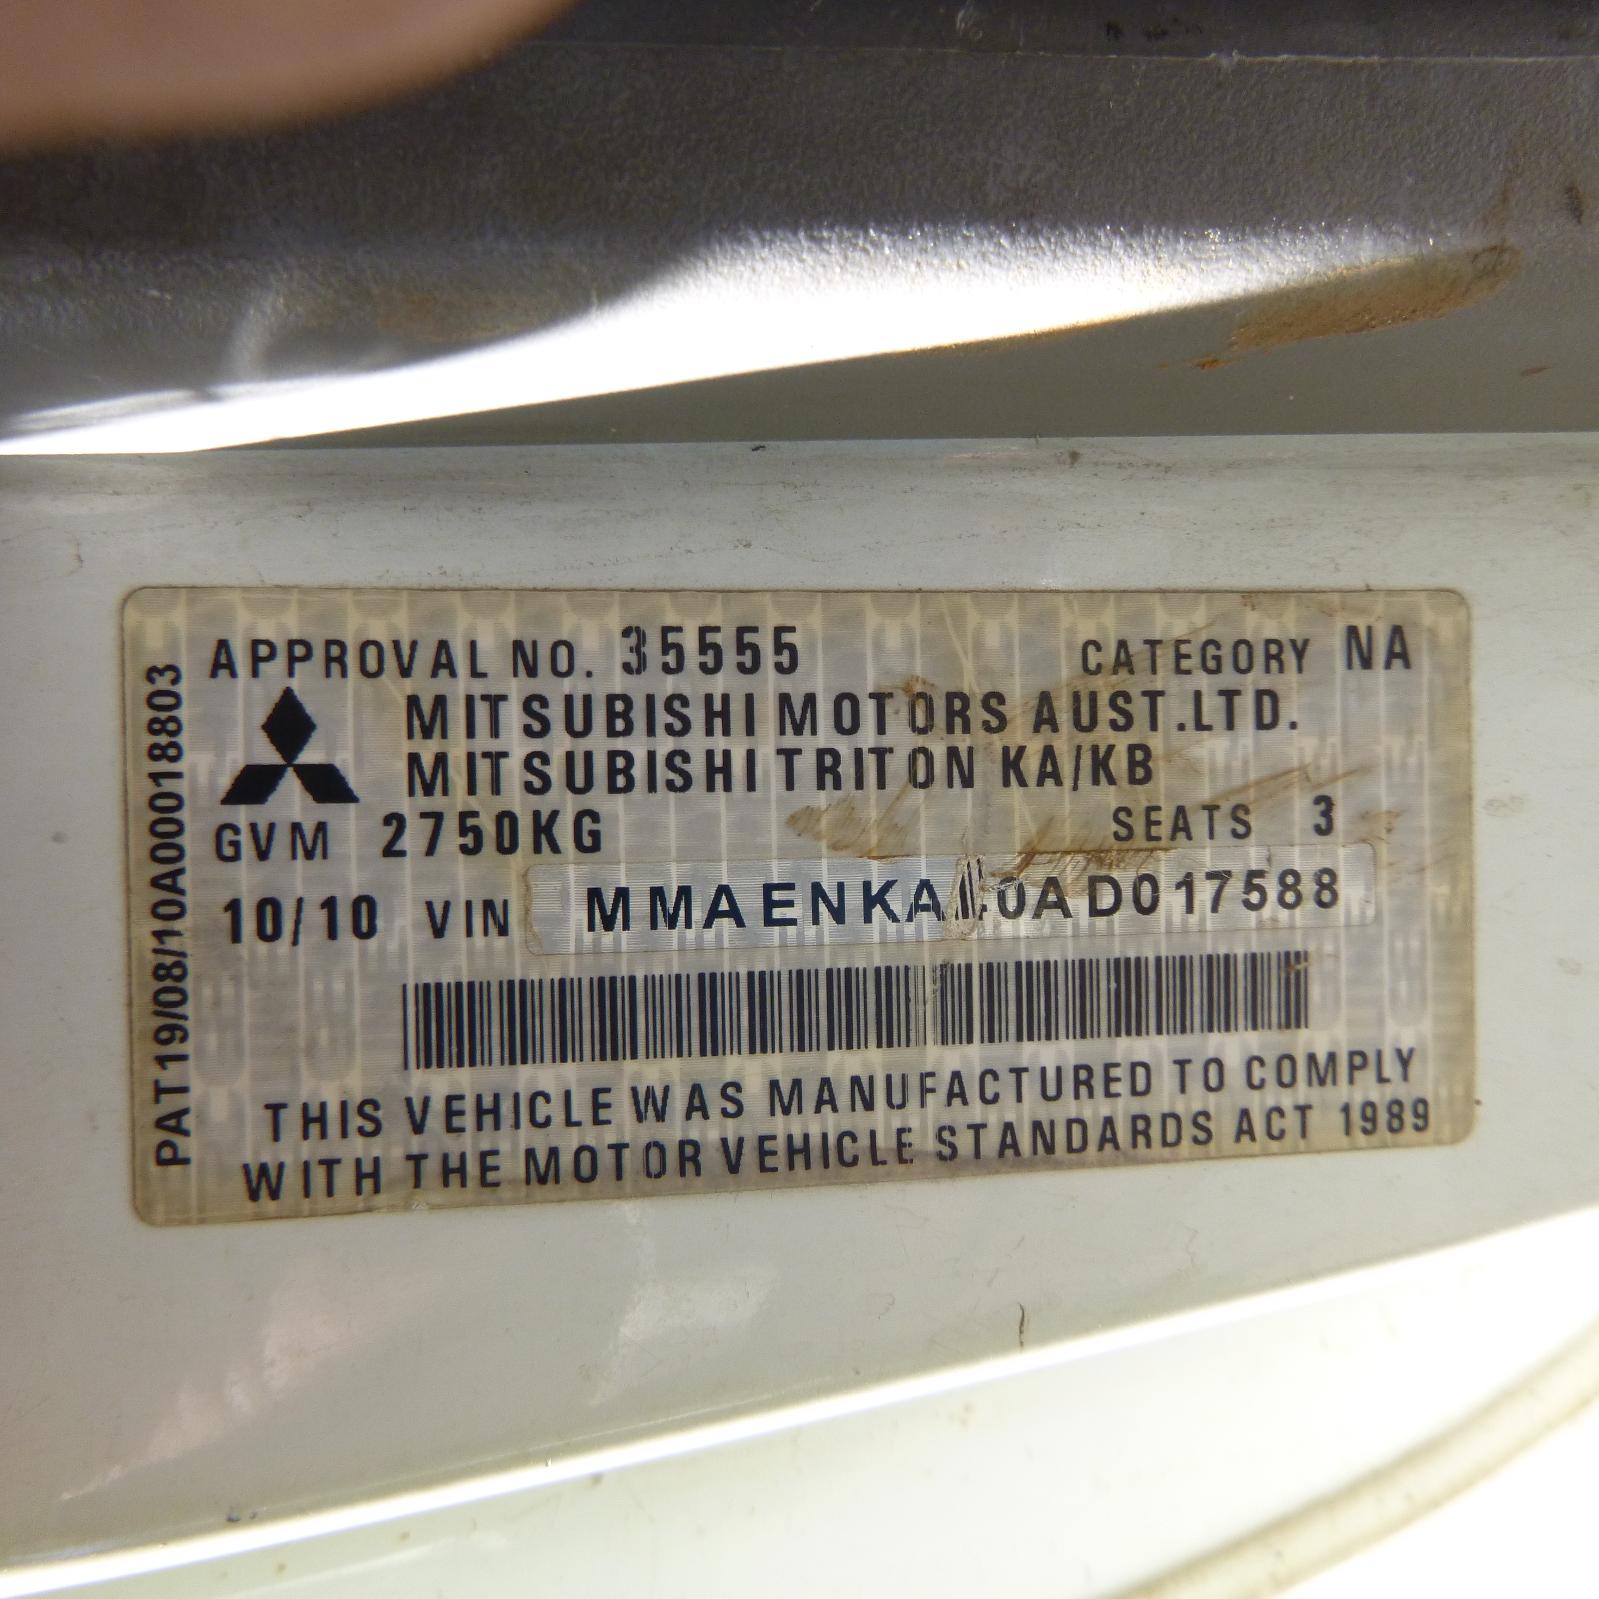 APPROVAL NO. 35555 CATEGORY NA
MITSUBISHI MOTORS AUST.LTD.
MITSUBISHI TRITON KA/KB
GVM 2750KG SEATS 3
10/10 VIN
THIS VEHICLE WAS MANUFACTURED TO COMPLY
WITH THE MOTOR VEHICLE STANDARDS ACT 1989
PAT19/08/10A00018803